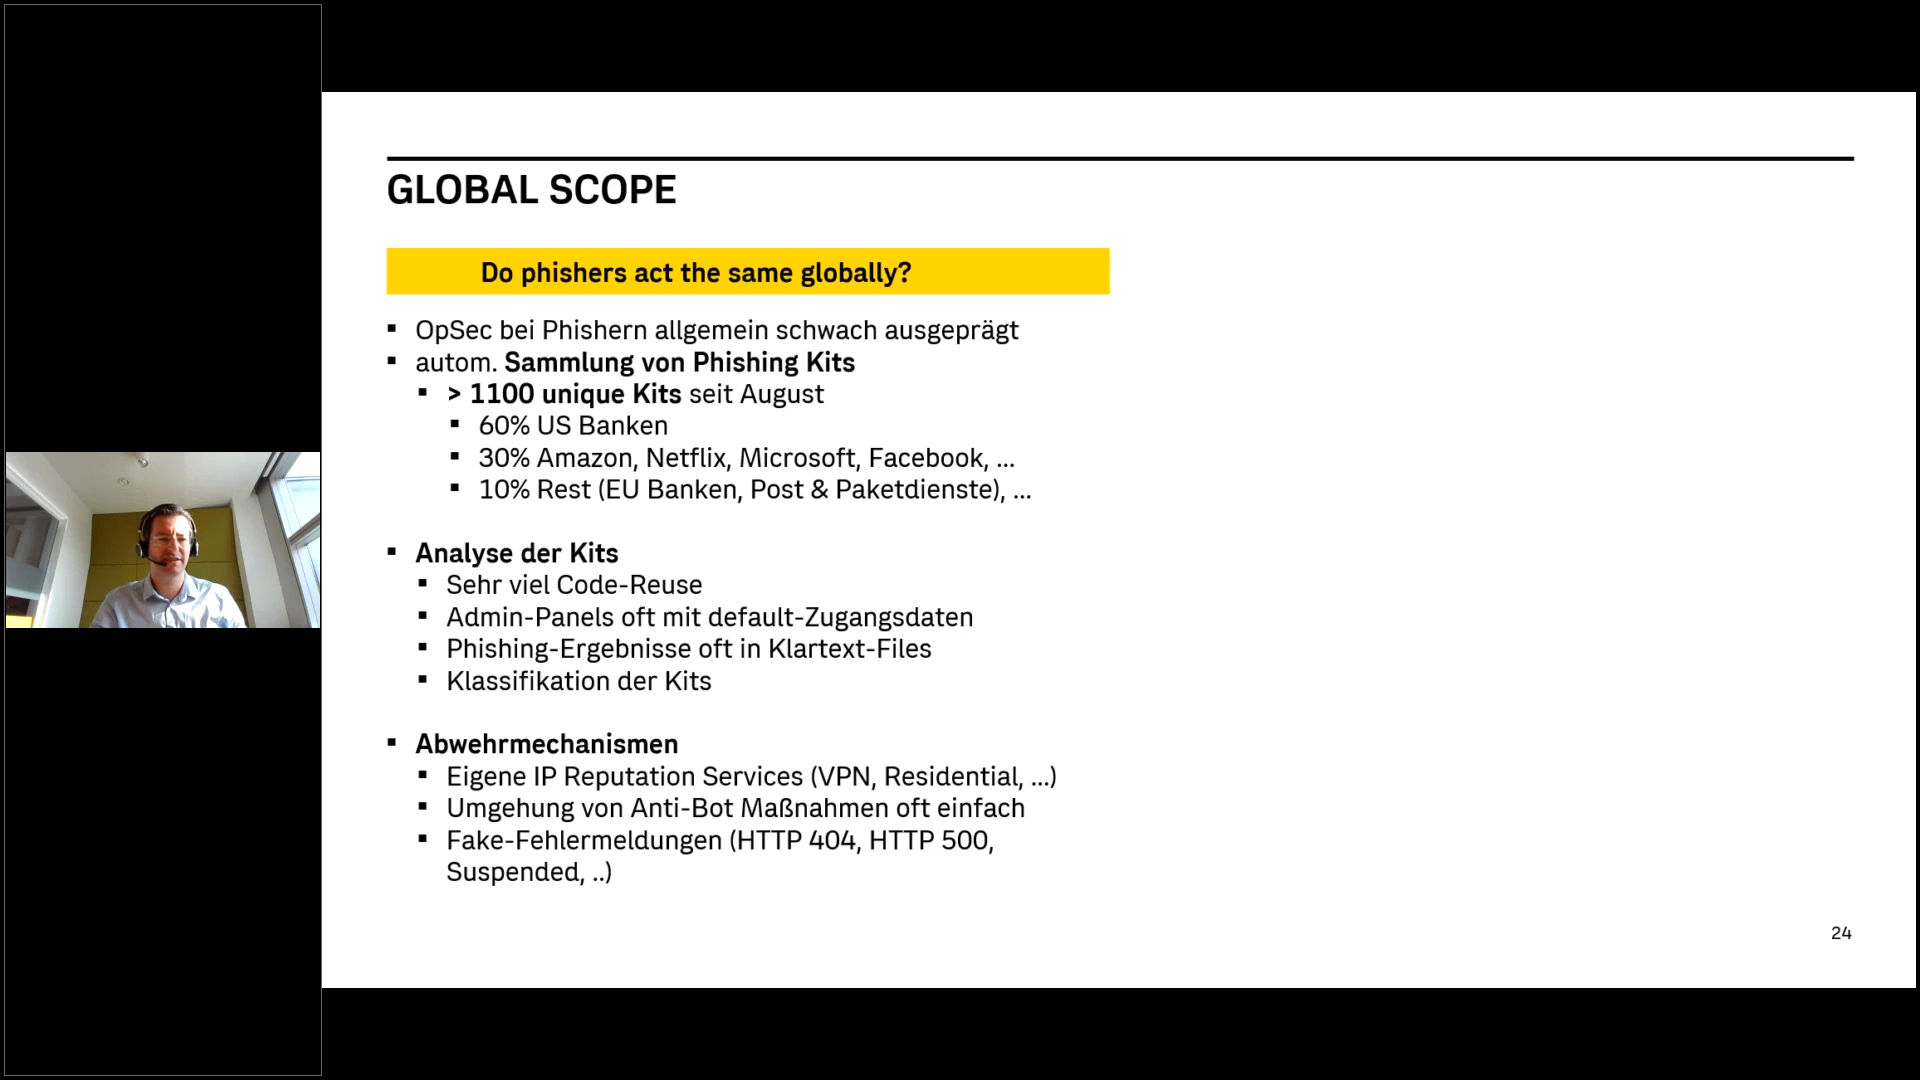 GLOBAL SCOPE
Do phishers act the same globally?
▪ OpSec bei Phishern allgemein schwach ausgeprägt
▪ autom. Sammlung von Phishing Kits
▪ > 1100 unique Kits seit August
▪ 60% US Banken
▪ 30% Amazon, Netflix, Microsoft, Facebook, ...
▪ 10% Rest (EU Banken, Post & Paketdienste), ...
▪ Analyse der Kits
▪ Sehr viel Code-Reuse
▪ Admin-Panels oft mit default-Zugangsdaten
▪ Phishing-Ergebnisse oft in Klartext-Files
▪ Klassifikation der Kits
▪ Abwehrmechanismen
▪ Eigene IP Reputation Services (VPN, Residential, ...)
▪ Umgehung von Anti-Bot Maßnahmen oft einfach
▪ Fake-Fehlermeldungen (HTTP 404, HTTP 500,
Suspended, ..)
24